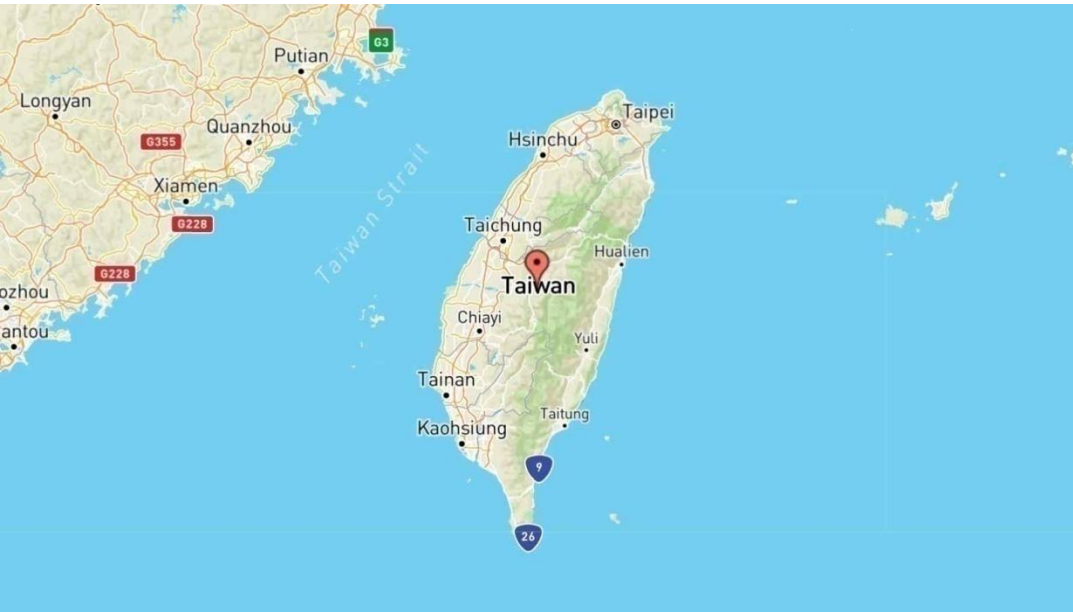 G3
Putian
Longyan
Taipei
Quanzhou
Hsinchu
G355
Taiwan Strait
Xiamen
G228
Taichung
Hualien
G228
Taiwan
ozhou
Chiayi
antou
Yuli
Tainan
Taitung
Kaohsiung
9
26